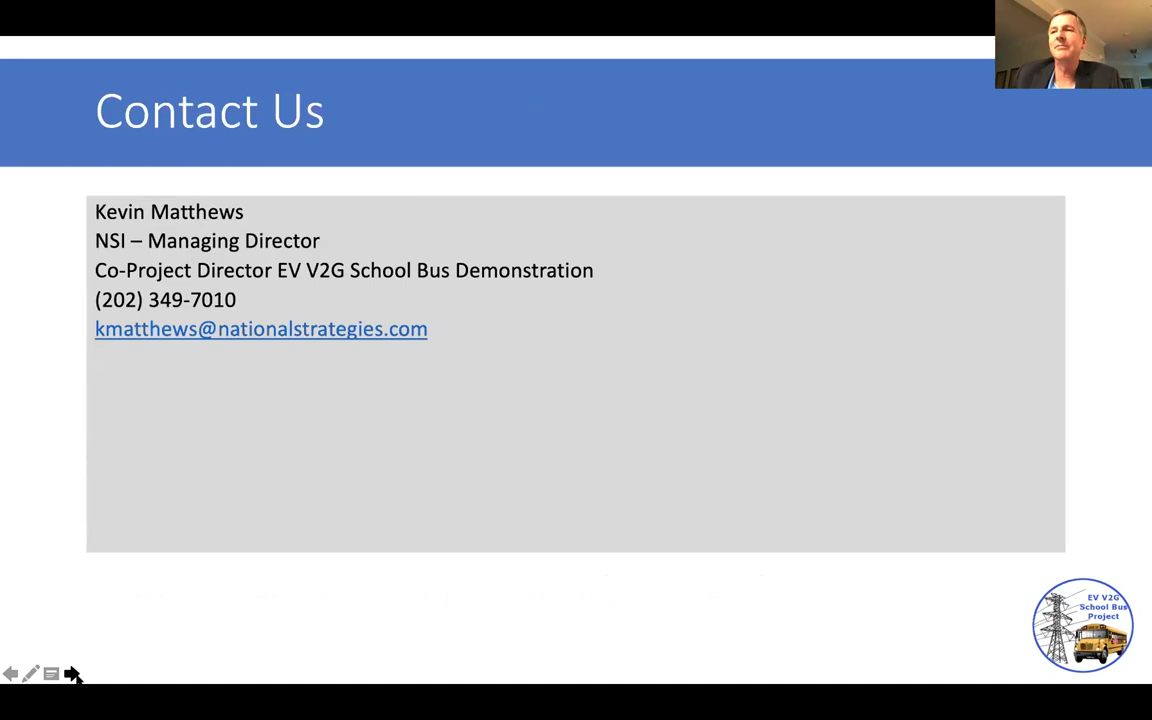 Contact Us
Kevin Matthews
NSI – Managing Director
Co-Project Director EV V2G School Bus Demonstration
(202) 349-7010
kmatthews@nationalstrategies.com
EV V2G
School Bus
Project